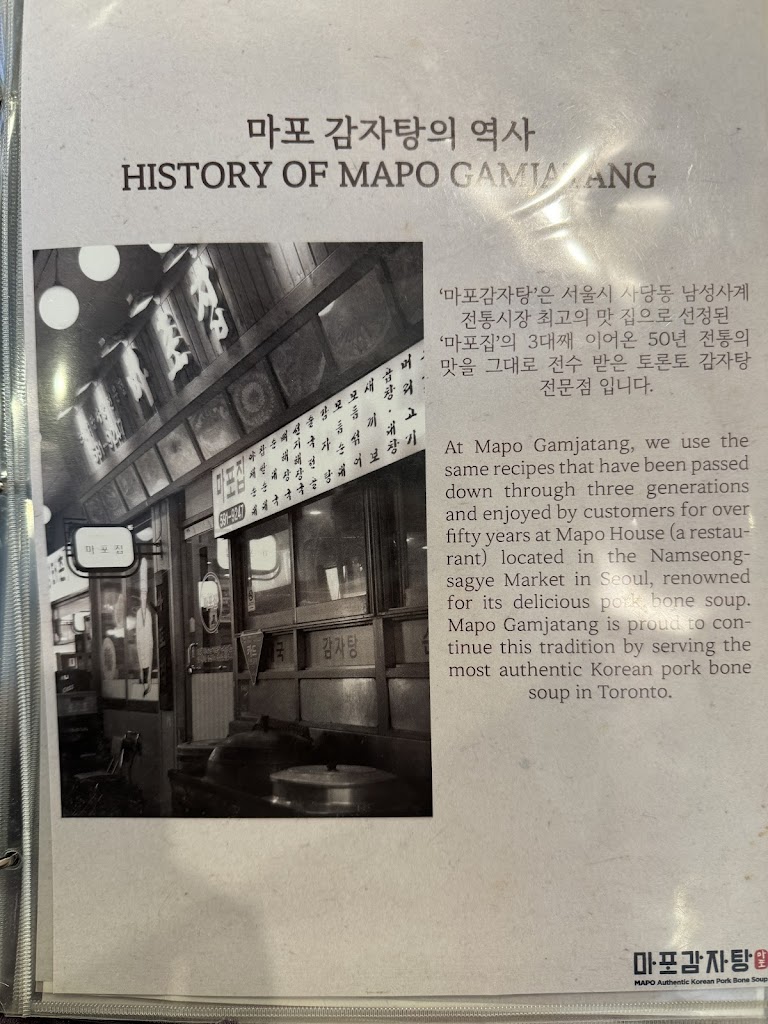 마포 감자탕의 역사
HISTORY OF MAPO GAMJATANG
'마포감자탕'은 서울시 사당동 남성사계
전통시장 최고의 맛 집으로 선정된
'마포집'의 3대째 이어온 50년 전통의
맛을 그대로 전수 받은 토론토 감자탕
전문점 입니다.
At Mapo Gamjatang, we use the
same recipes that have been passed
down through three generations
and enjoyed by customers for over
fifty years at Mapo House (a restau-
rant) located in the Namseong-
sagye Market in Seoul, renowned
for its delicious pork bone soup.
Mapo Gamjatang is proud to con-
tinue this tradition by serving the
most authentic Korean pork bone
soup in Toronto.
마포집
591-9247
마포집
감자탕
마포감자탕 마포
MAPO Authentic Korean Pork Bone Soup